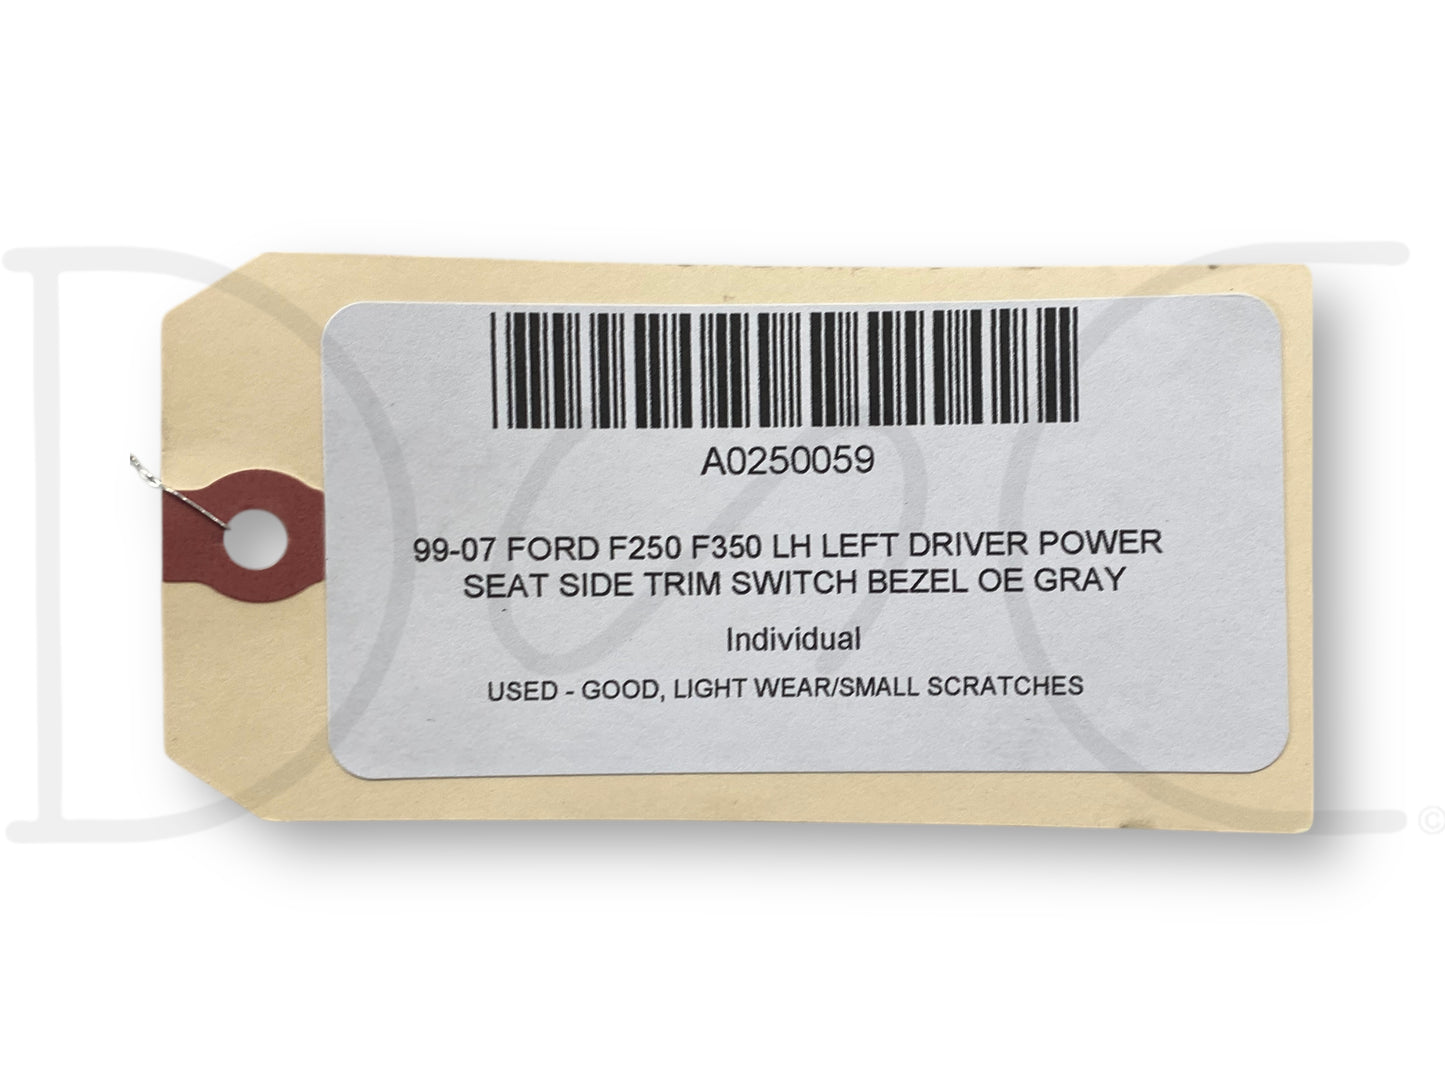 A0250059
99-07 FORD F250 F350 LH LEFT DRIVER POWER
SEAT SIDE TRIM SWITCH BEZEL OE GRAY
Individual
USED - GOOD, LIGHT WEAR/SMALL SCRATCHES
©